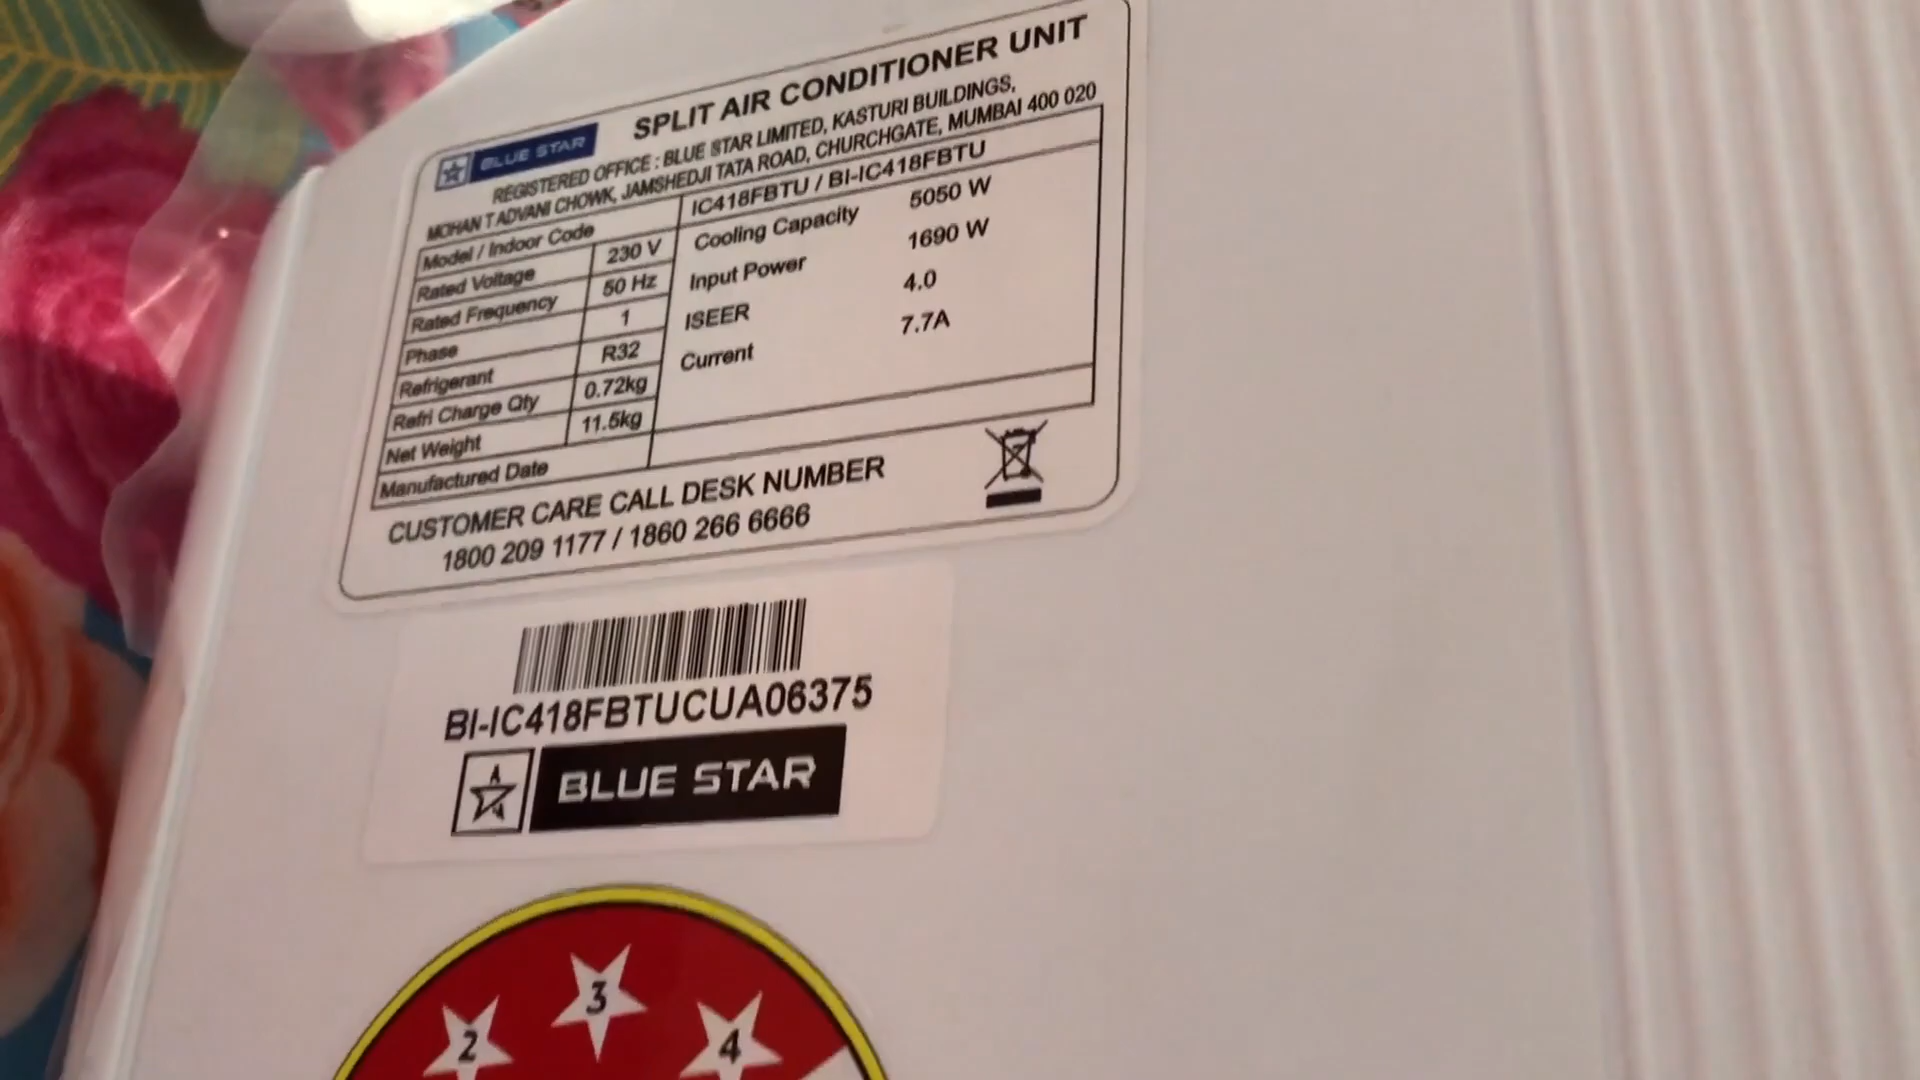 BLUE STAR SPLIT AIR CONDITIONER UNIT
REGISTERED OFFICE : BLUE STAR LIMITED, KASTURI BUILDINGS,
MOHAN T ADVANI CHOWK, JAMSHEDJI TATA ROAD, CHURCHGATE, MUMBAI 400 020
Model / Indoor Code IC418FBTU / BI-IC418FBTU
Rated Voltage 230 V Cooling Capacity 5050 W
Rated Frequency 50 Hz Input Power 1690 W
Phase 1 ISEER 4.0
Refrigerant R32 Current 7.7A
Refri Charge Qty 0.72kg
Net Weight 11.5kg
Manufactured Date
CUSTOMER CARE CALL DESK NUMBER
1800 209 1177 / 1860 266 6666
BI-IC418FBTUCUA06375
BLUE STAR
2 3 4